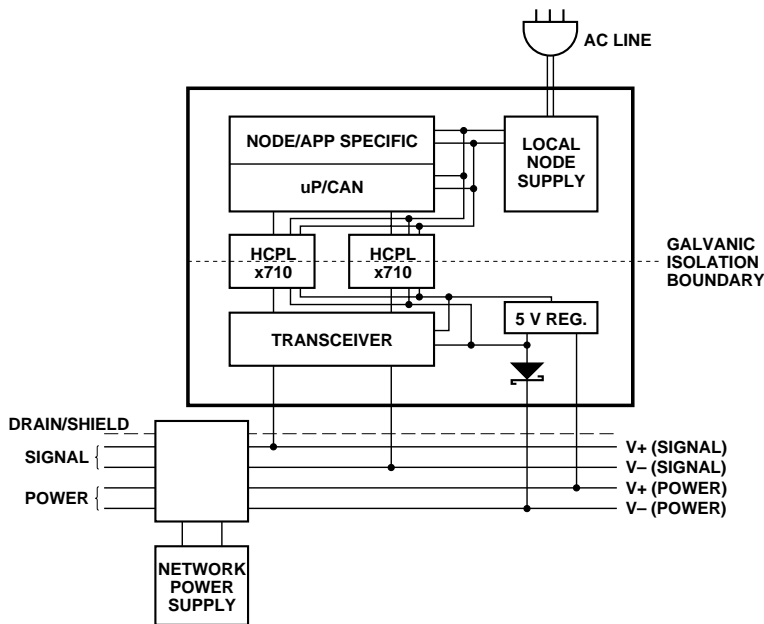 AC LINE
NODE/APP SPECIFIC
uP/CAN
LOCAL
NODE
SUPPLY
HCPL
x710
HCPL
x710
GALVANIC
ISOLATION
BOUNDARY
5 V REG.
TRANSCEIVER
DRAIN/SHIELD
SIGNAL
POWER
V+ (SIGNAL)
V– (SIGNAL)
V+ (POWER)
V– (POWER)
NETWORK
POWER
SUPPLY